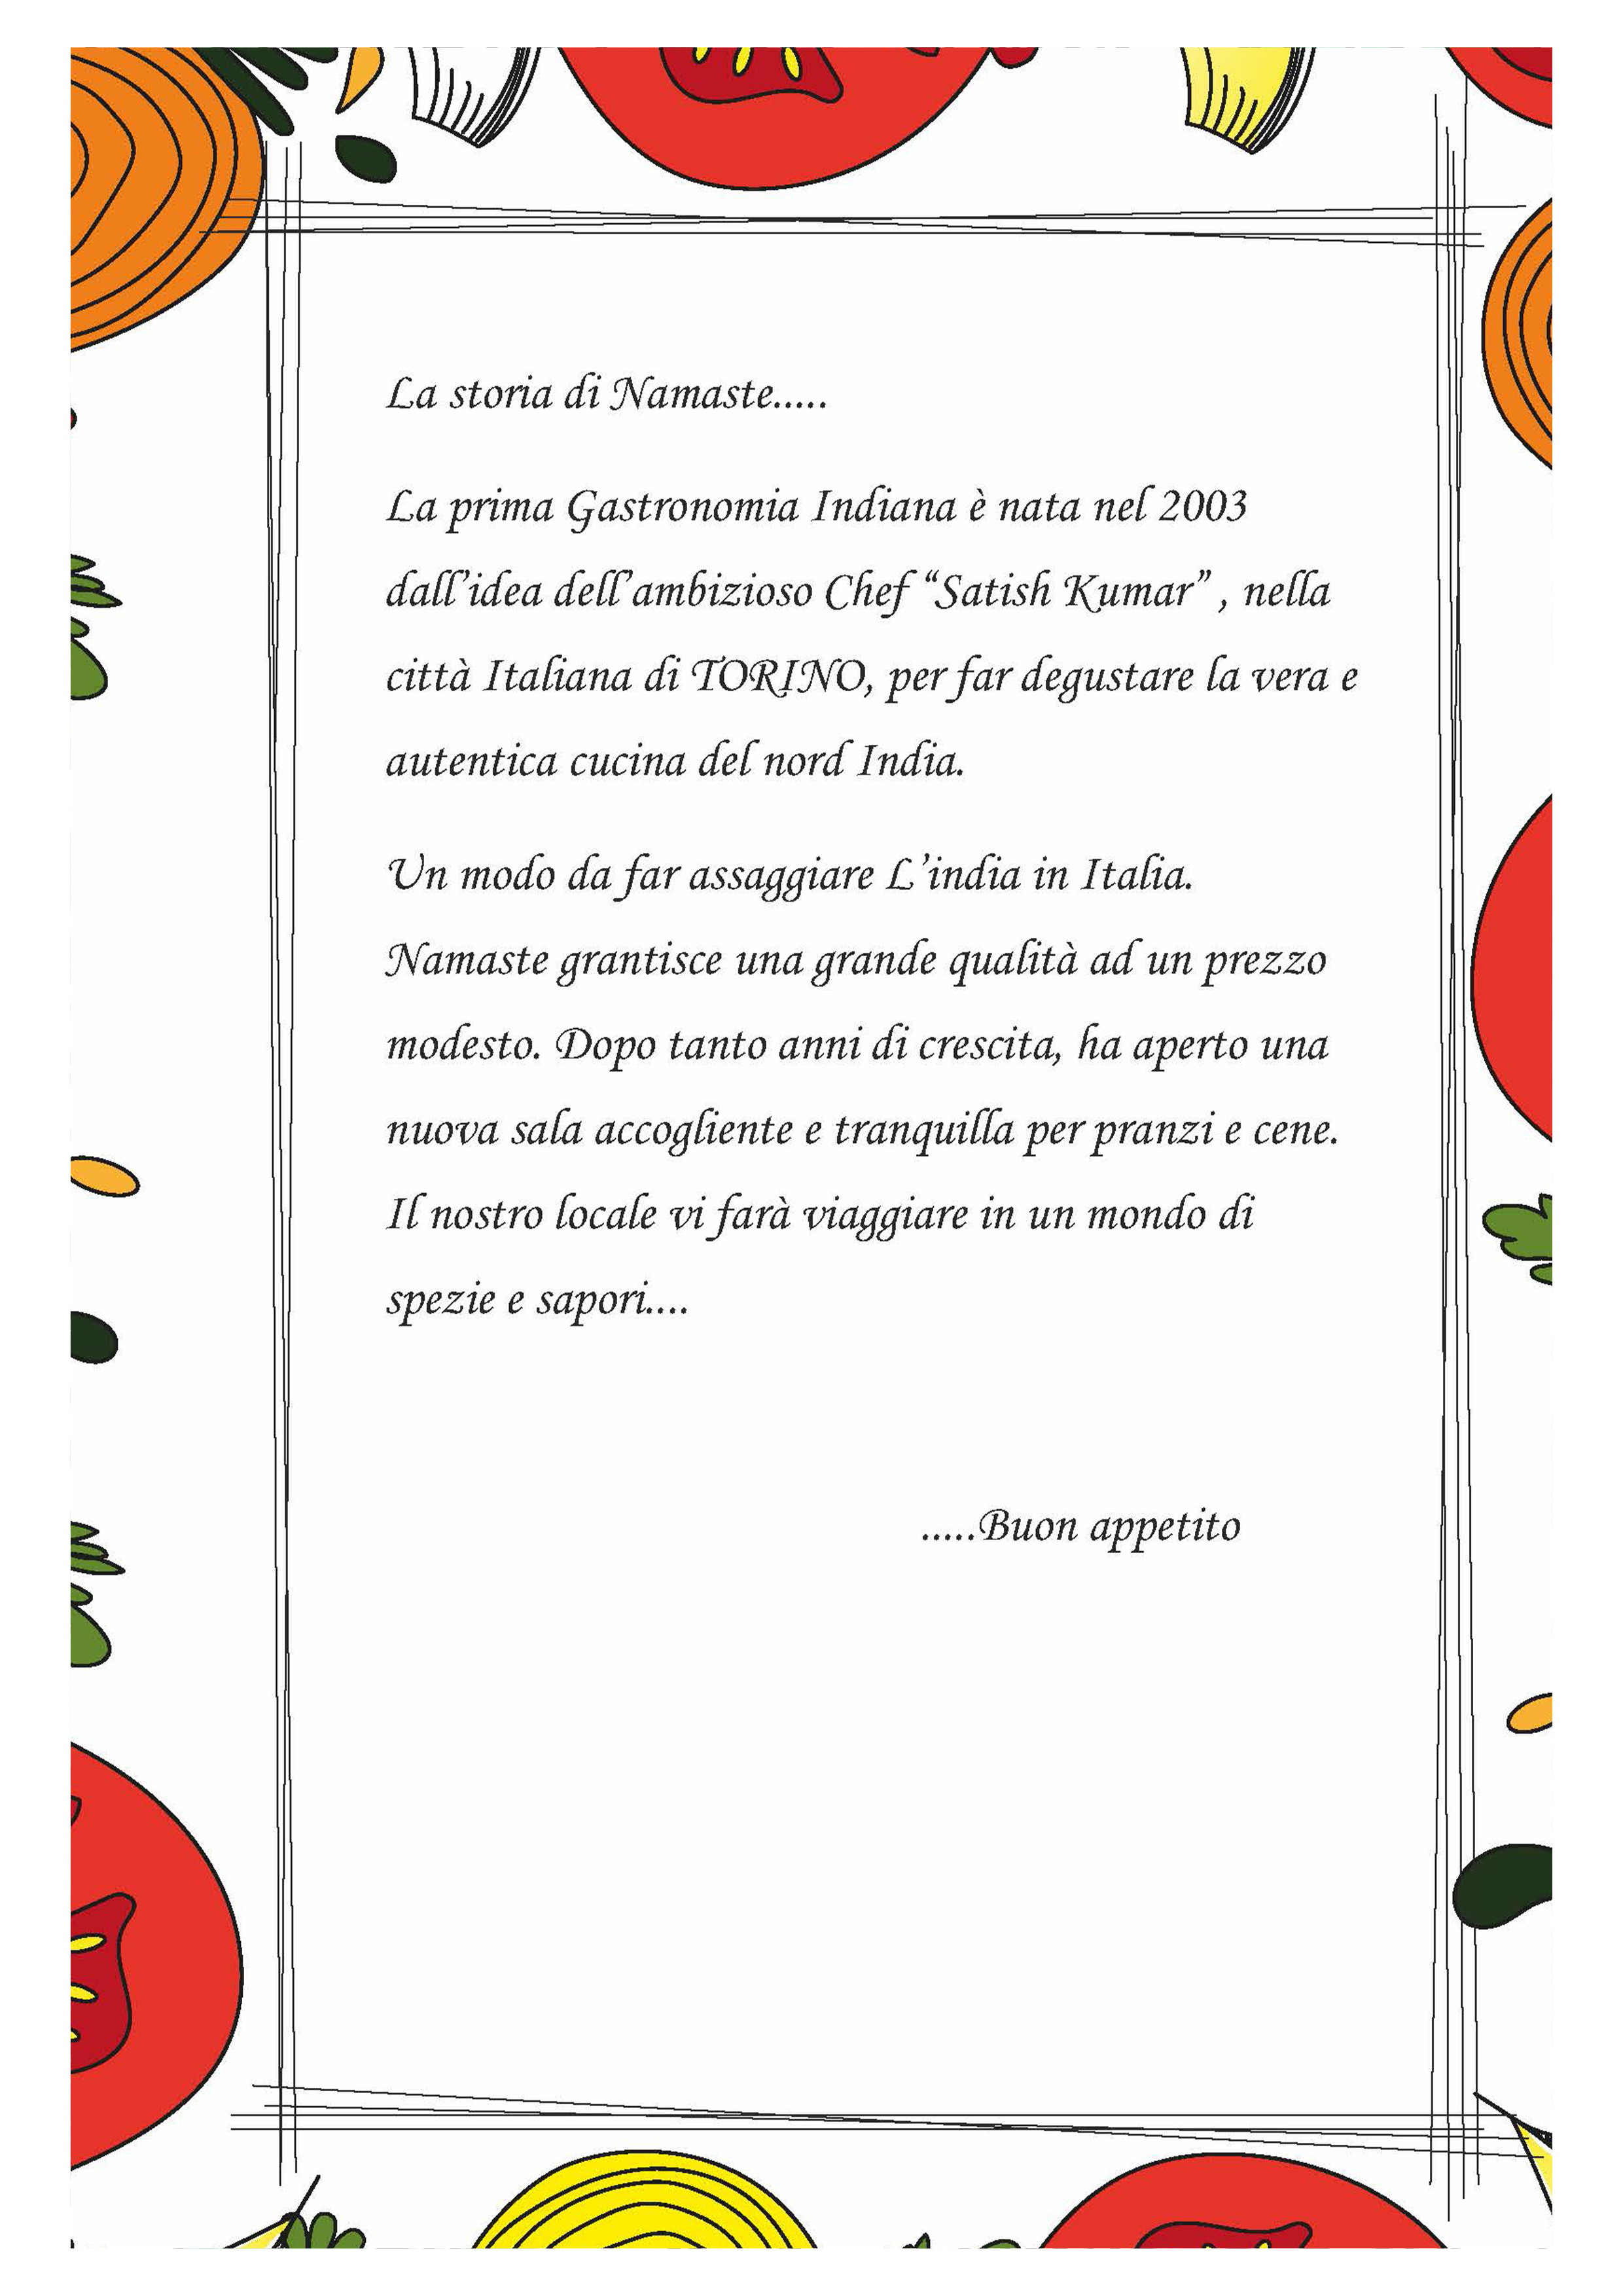 La storia di Namaste.....
La prima Gastronomia Indiana è nata nel 2003
dall'idea dell'ambizioso Chef “Satish Kumar” , nella
città Italiana di TORINO, per far degustare la vera e
autentica cucina del nord India.
Un modo da far assaggiare L'india in Italia.
Namaste grantisce una grande qualità ad un prezzo
modesto. Dopo tanto anni di crescita, ha aperto una
nuova sala accogliente e tranquilla per pranzi e cene.
Il nostro locale vi farà viaggiare in un mondo di
spezie e sapori....
.....Buon appetito